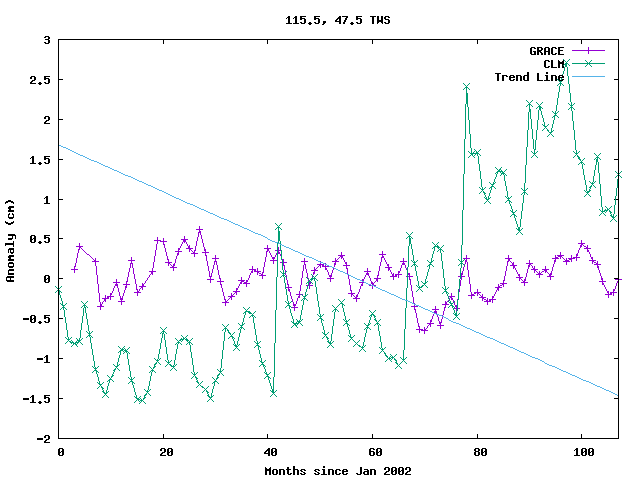 115.5, 47.5 TWS
GRACE
CLM
Trend Line
3
2.5
2
1.5
1
0.5
0
-0.5
-1
-1.5
-2
Anomaly (cm)
0 20 40 60 80 100
Months since Jan 2002